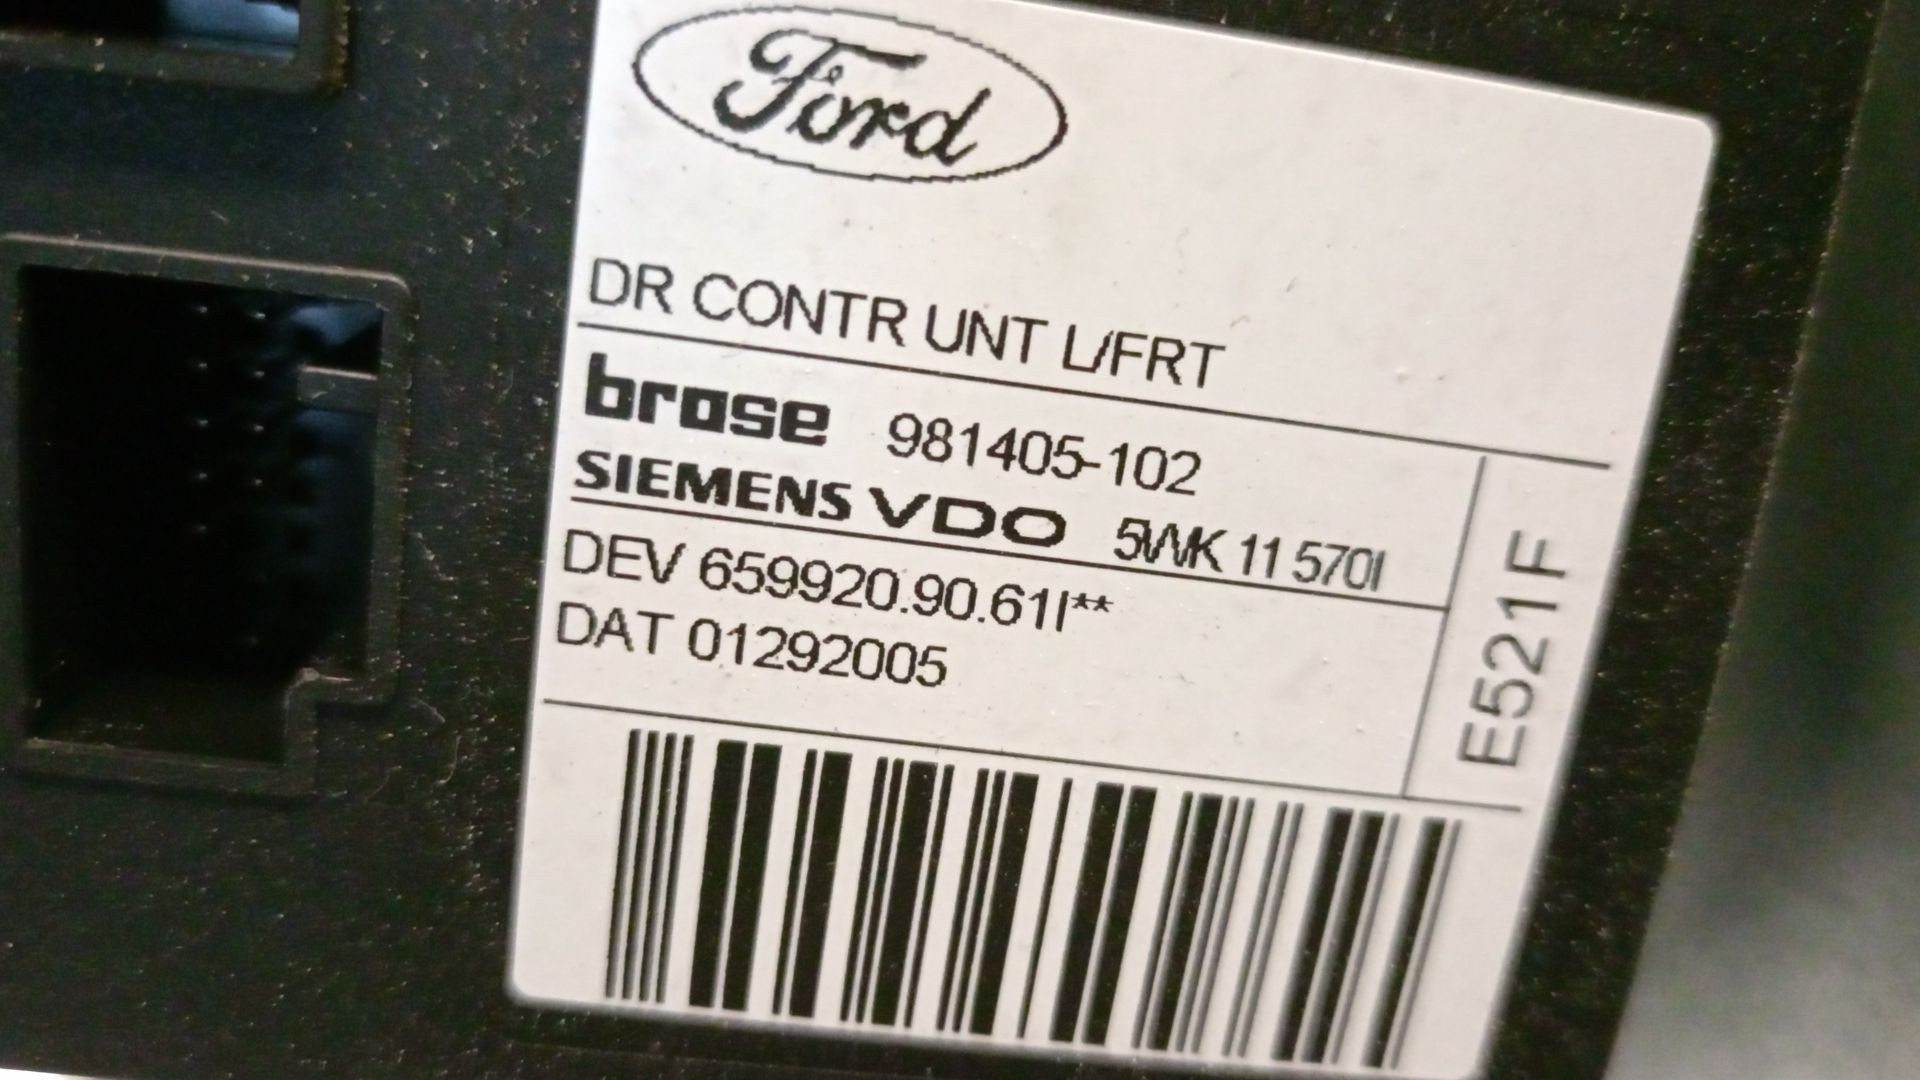 Ford
DR CONTR UNT L/FRT
brose 981405-102
SIEMENS VDO 5WK 11 570I
DEV 659920.90.61I**
DAT 01292005
E521F